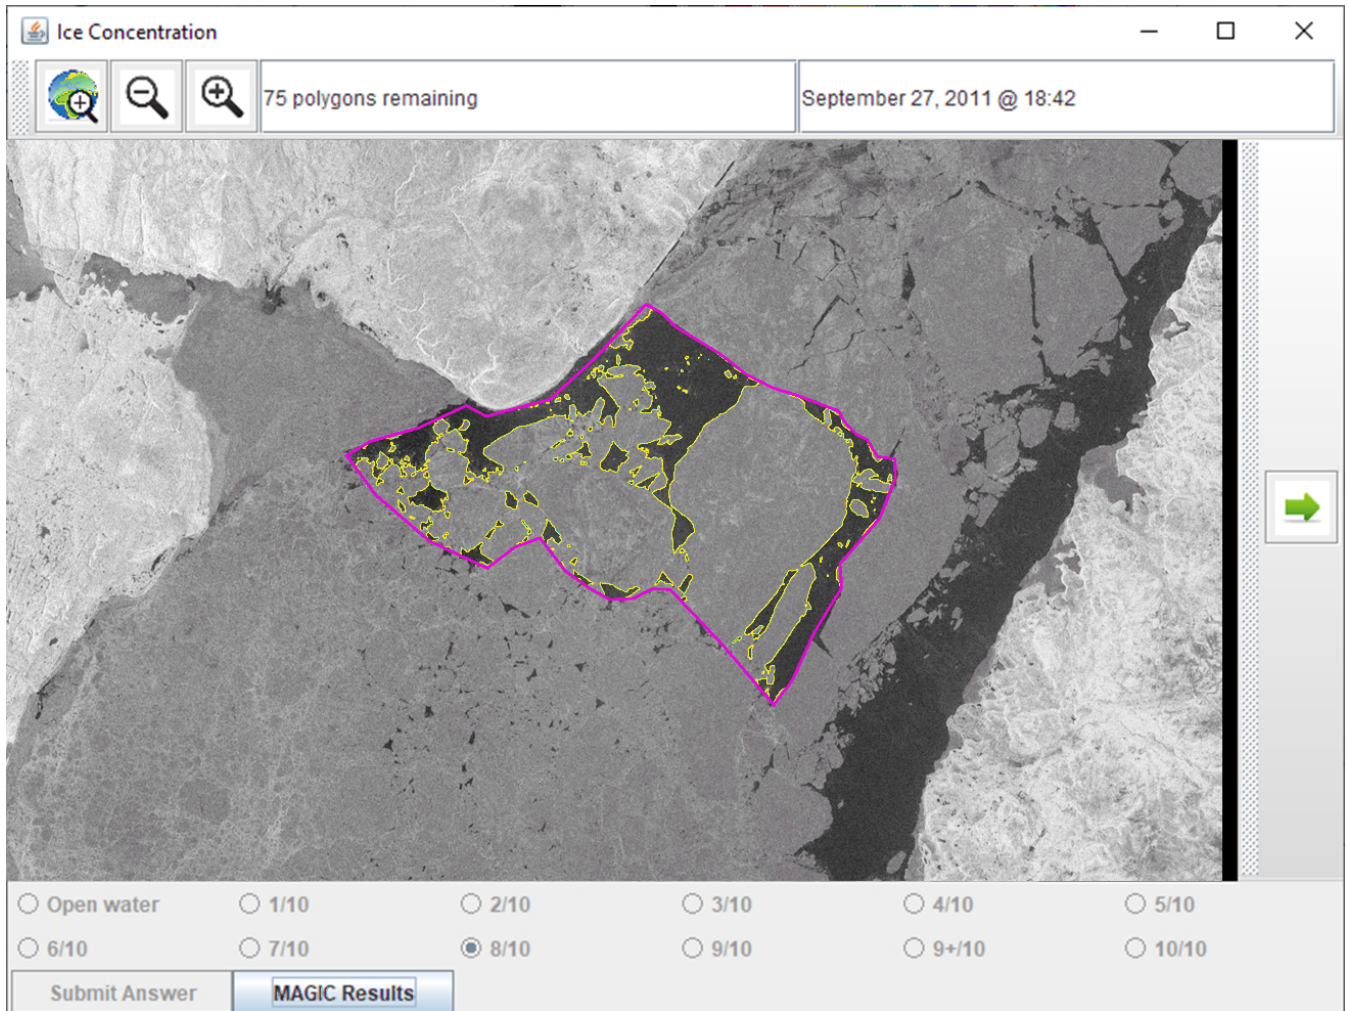 Ice Concentration
75 polygons remaining
September 27, 2011 @ 18:42
Open water 1/10 2/10 3/10 4/10 5/10
6/10 7/10 8/10 9/10 9+/10 10/10
Submit Answer MAGIC Results